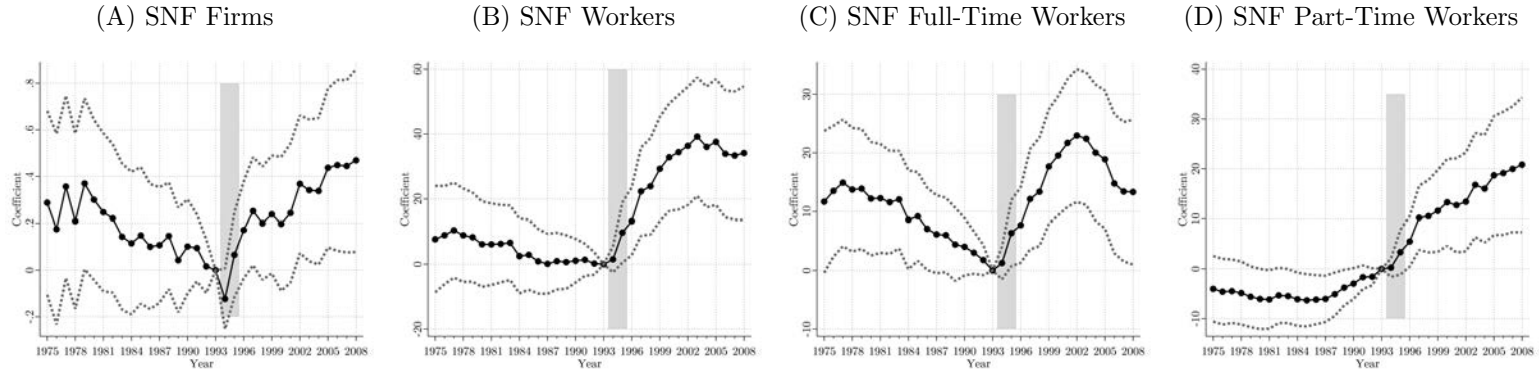 (A) SNF Firms
(B) SNF Workers
(C) SNF Full-Time Workers
(D) SNF Part-Time Workers
Coefficient
-.2 0 .2 .4 .6 .8
1975 1978 1981 1984 1987 1990 1993 1996 1999 2002 2005 2008
Year
Coefficient
-20 0 20 40 60
1975 1978 1981 1984 1987 1990 1993 1996 1999 2002 2005 2008
Year
Coefficient
-10 0 10 20 30
1975 1978 1981 1984 1987 1990 1993 1996 1999 2002 2005 2008
Year
Coefficient
-10 0 10 20 30 40
1975 1978 1981 1984 1987 1990 1993 1996 1999 2002 2005 2008
Year